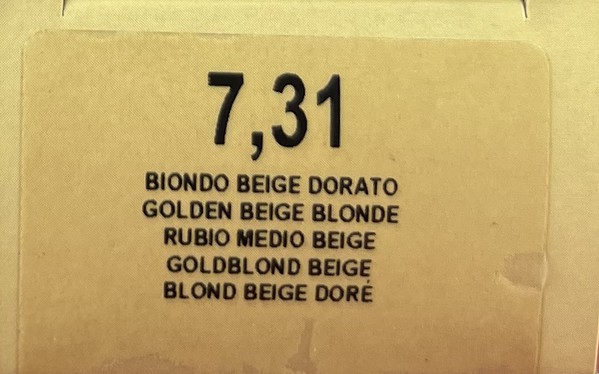 7,31
BIONDO BEIGE DORATO
GOLDEN BEIGE BLONDE
RUBIO MEDIO BEIGE
GOLDBLOND BEIGE
BLOND BEIGE DORÉ